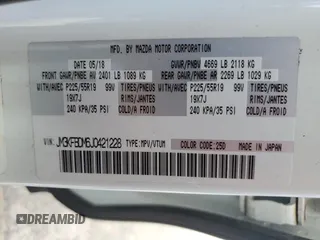 MFD. BY MAZDA MOTOR CORPORATION
DATE 05/18
GVWR/PNBV 4669 LB 2118 KG
FRONT GAWR/PNBE AV 2401 LB 1089 KG
REAR GAWR/PNBE AR 2269 LB 1029 KG
WITH/AVEC P225/55R19 99V TIRES/PNEUS
WITH/AVEC P225/55R19 99V TIRES/PNEUS
19X7J RIMS/JANTES
19X7J RIMS/JANTES
240 KPA/35 PSI COLD/A FROID
240 KPA/35 PSI COLD/A FROID
VIN: JM3KFBDM6J0421228 TYPE:MPV/VTUM COLOR CODE:25D MADE IN JAPAN
DREAMBID